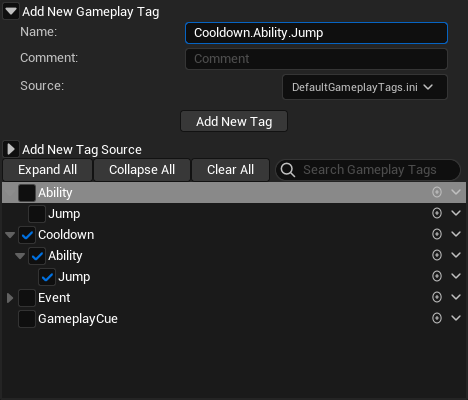 Add New Gameplay Tag
Name: Cooldown.Ability.Jump
Comment: Comment
Source: DefaultGameplayTags.ini
Add New Tag
Add New Tag Source
Expand All Collapse All Clear All Search Gameplay Tags
Ability
Jump
Cooldown
Ability
Jump
Event
GameplayCue